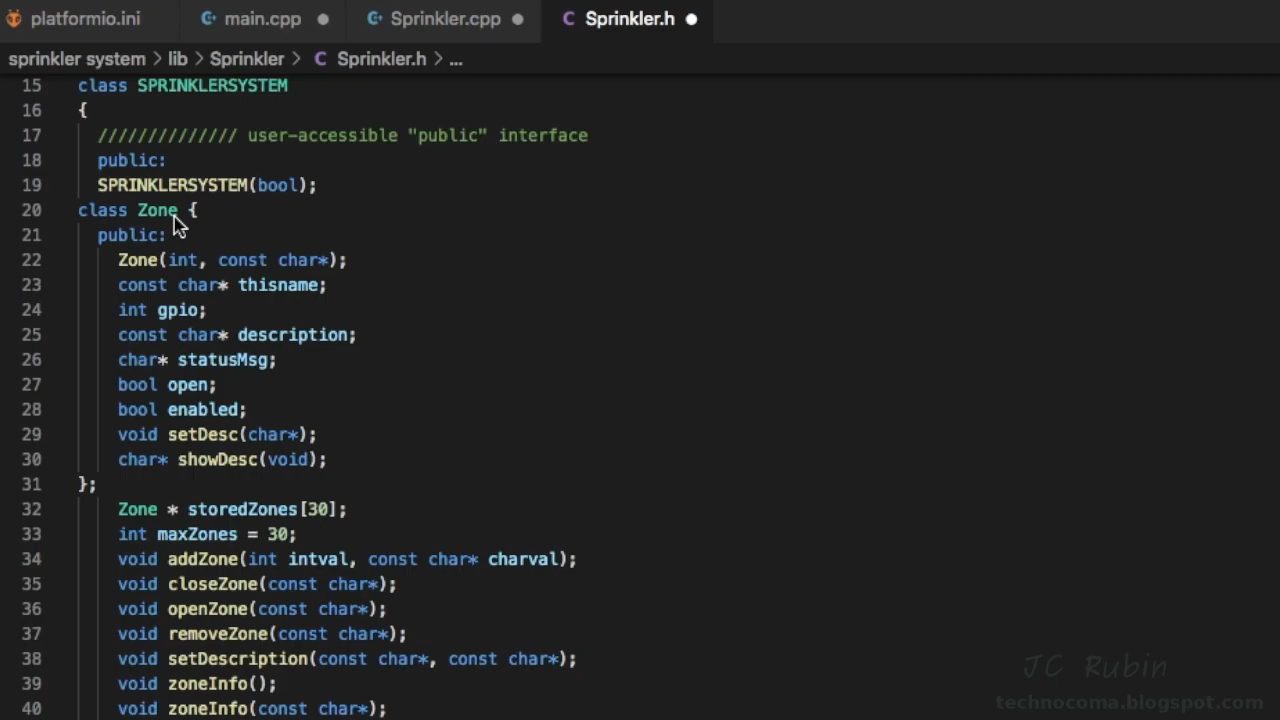 platformio.ini main.cpp Sprinkler.cpp Sprinkler.h
sprinkler system > lib > Sprinkler > C Sprinkler.h > ...
15 class SPRINKLERSYSTEM
16 {
17 ////////////// user-accessible "public" interface
18 public:
19 SPRINKLERSYSTEM(bool);
20 class Zone {
21 public:
22 Zone(int, const char*);
23 const char* thisname;
24 int gpio;
25 const char* description;
26 char* statusMsg;
27 bool open;
28 bool enabled;
29 void setDesc(char*);
30 char* showDesc(void);
31 };
32 Zone * storedZones[30];
33 int maxZones = 30;
34 void addZone(int intval, const char* charval);
35 void closeZone(const char*);
36 void openZone(const char*);
37 void removeZone(const char*);
38 void setDescription(const char*, const char*);
39 void zoneInfo();
40 void zoneInfo(const char*);
JC Rubin
technocoma.blogspot.com